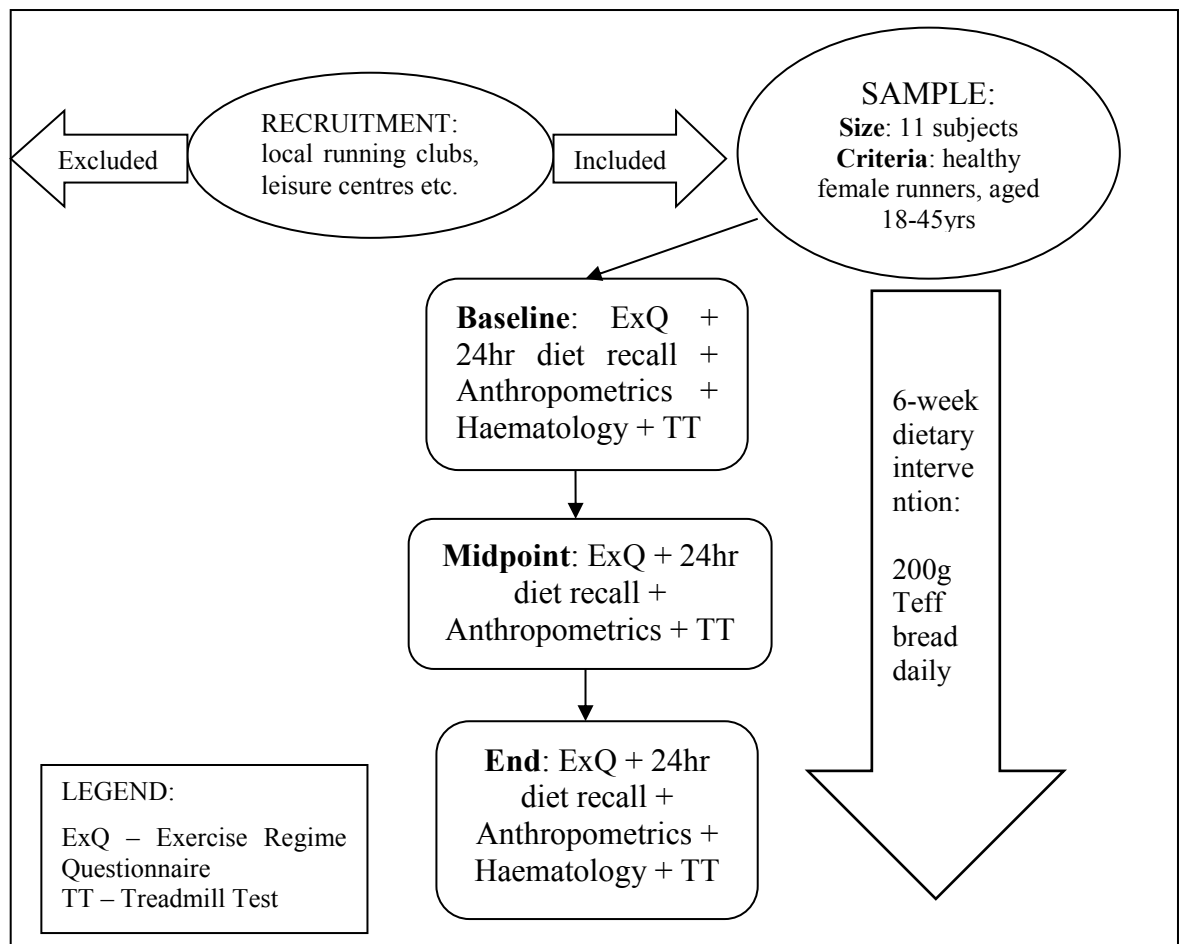 Excluded
RECRUITMENT:
local running clubs,
leisure centres etc.
Included
SAMPLE:
Size: 11 subjects
Criteria: healthy
female runners, aged
18-45yrs
Baseline: ExQ +
24hr diet recall +
Anthropometrics +
Haematology + TT
6-week
dietary
interve
ntion:
200g
Teff
bread
daily
Midpoint: ExQ + 24hr
diet recall +
Anthropometrics + TT
End: ExQ + 24hr
diet recall +
Anthropometrics +
Haematology + TT
LEGEND:
ExQ – Exercise Regime
Questionnaire
TT – Treadmill Test